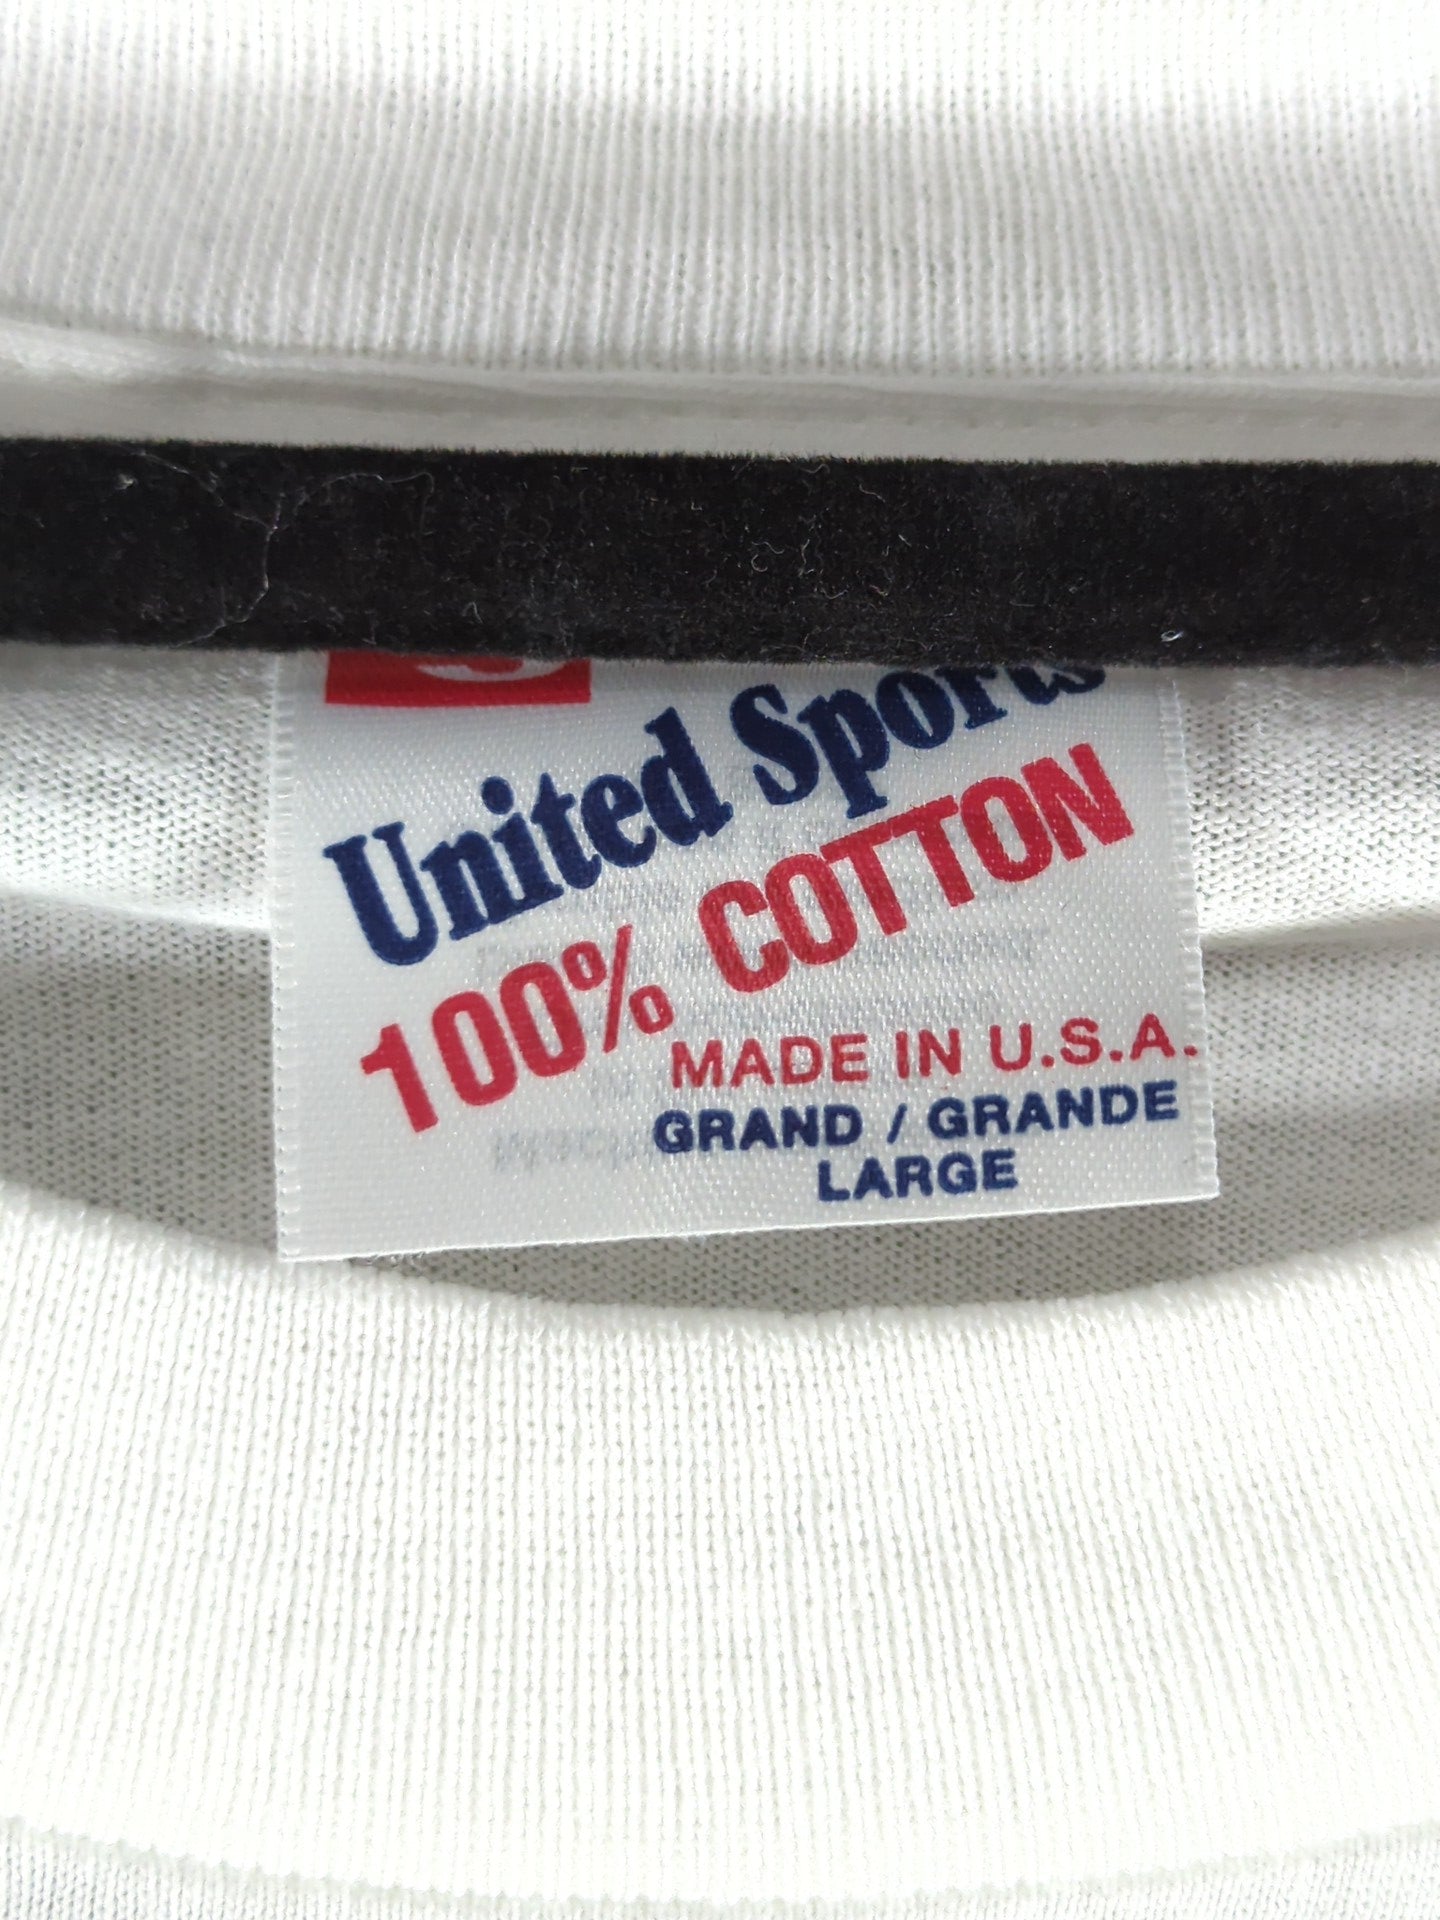 United Sports
100% COTTON
MADE IN U.S.A.
GRAND / GRANDE
LARGE